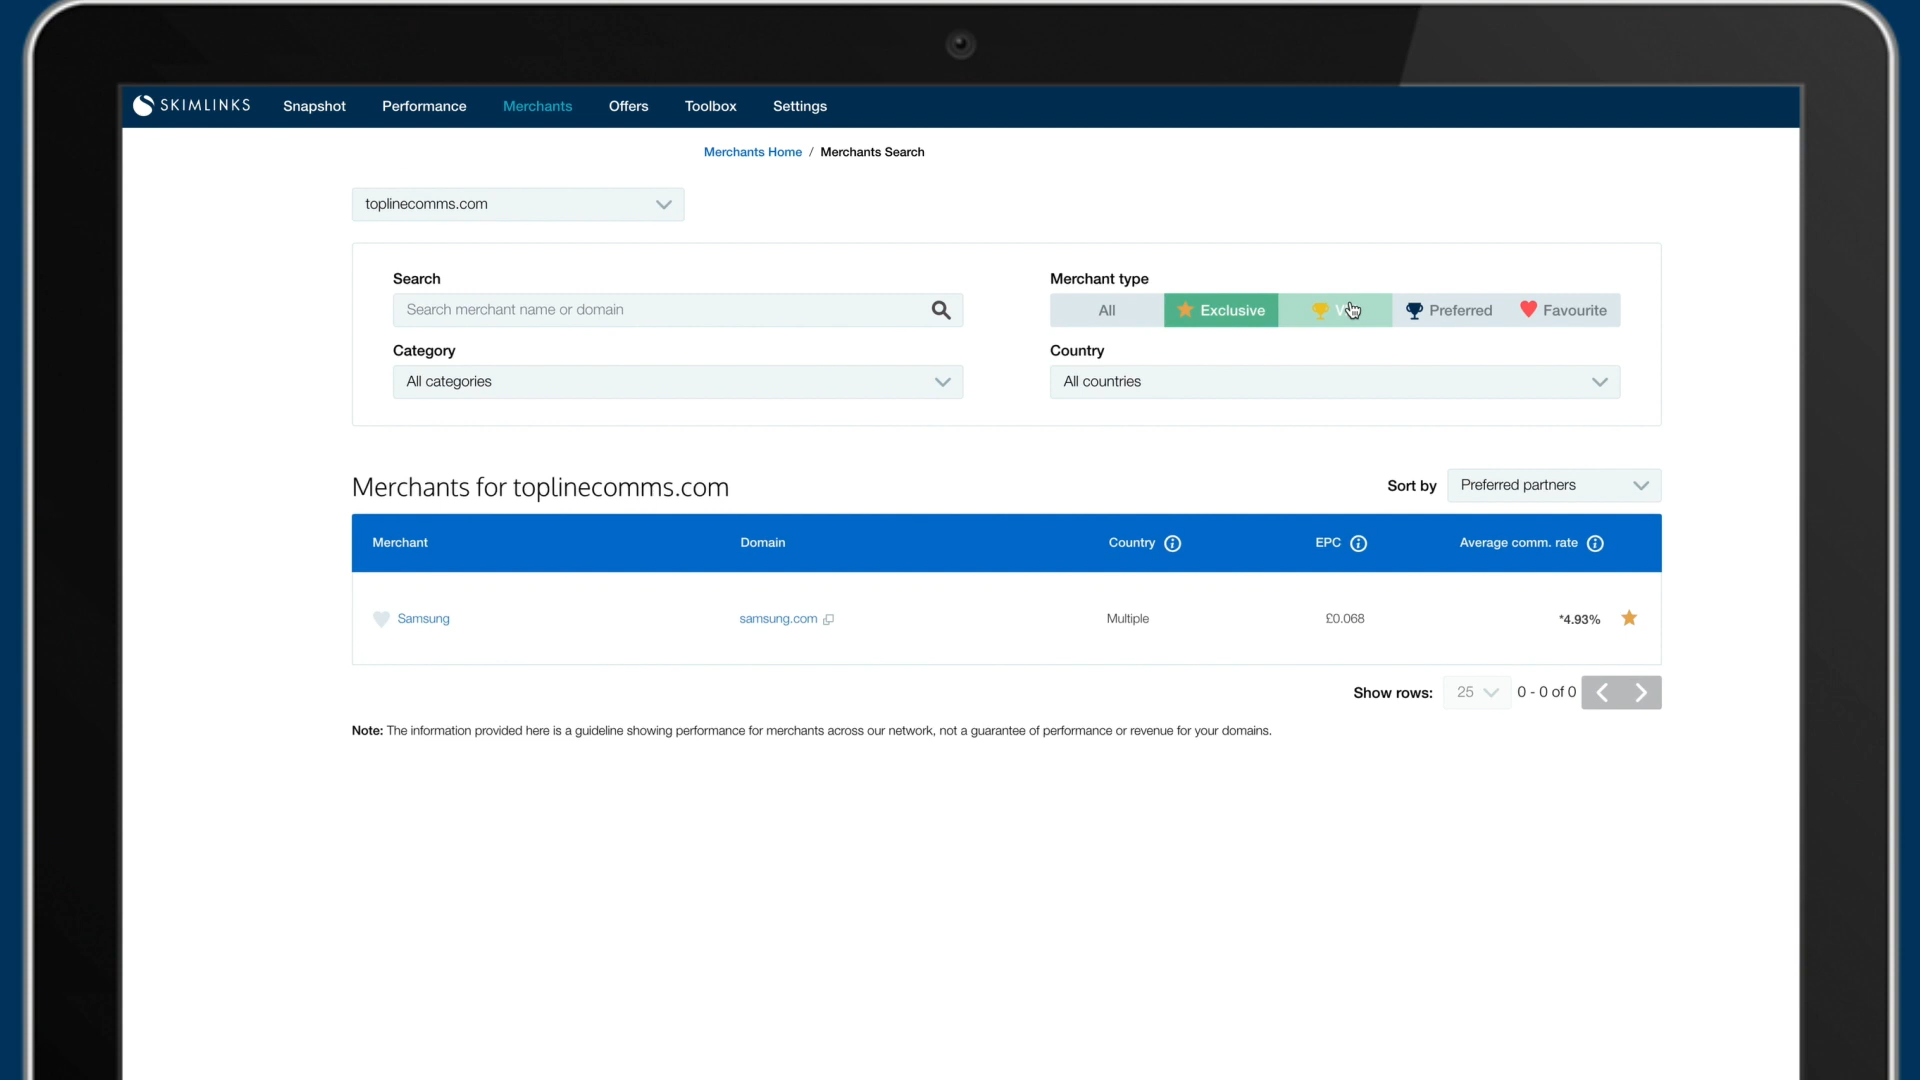 SKIMLINKS Snapshot Performance Merchants Offers Toolbox Settings
Merchants Home / Merchants Search
toplinecomms.com
Search
Search merchant name or domain
Merchant type
All Exclusive Preferred Favourite
Category
All categories
Country
All countries
Merchants for toplinecomms.com
Sort by Preferred partners
Merchant Domain Country EPC Average comm. rate
Samsung samsung.com Multiple £0.068 *4.93%
Show rows: 25 0 - 0 of 0
Note: The information provided here is a guideline showing performance for merchants across our network, not a guarantee of performance or revenue for your domains.